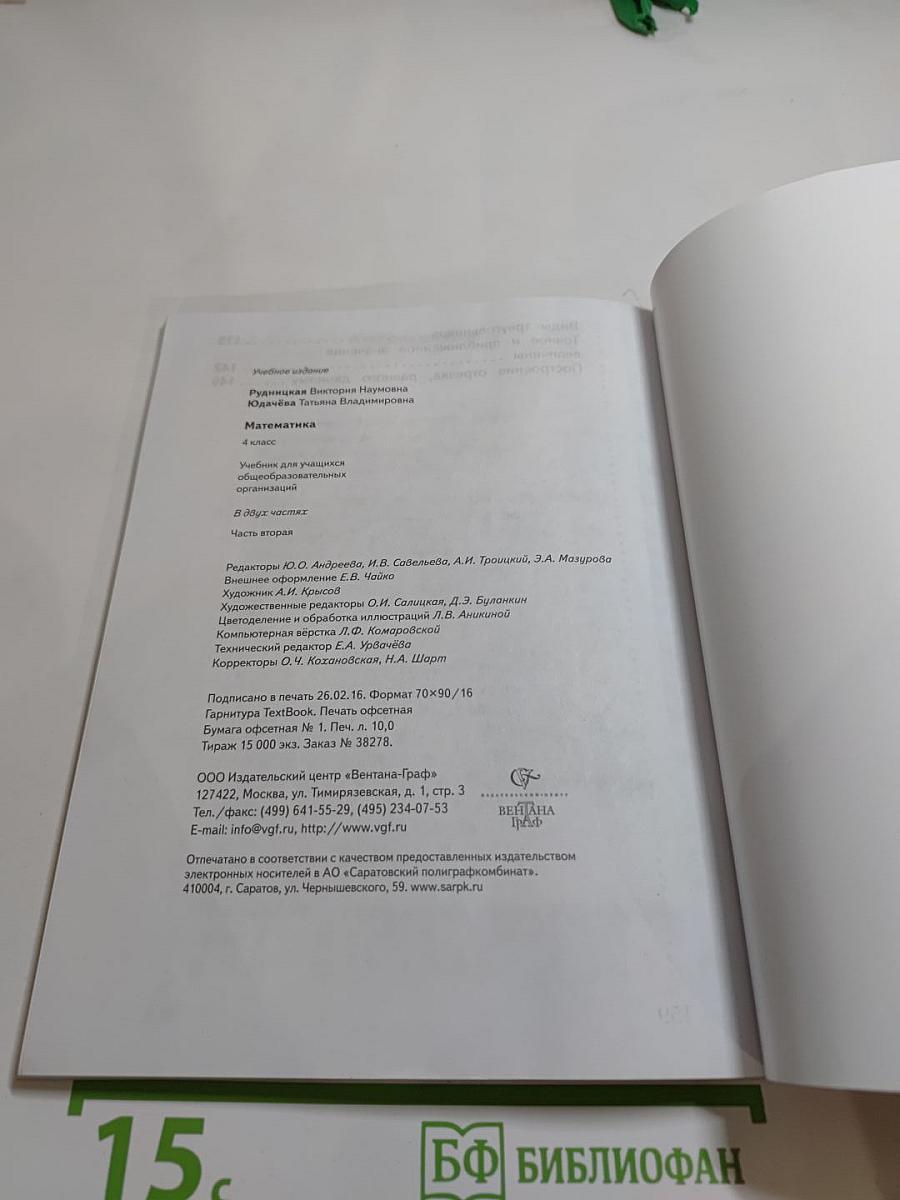 Учебное издание
Рудницкая Виктория Наумовна
Юдачёва Татьяна Владимировна
Математика
4 класс
Учебник для учащихся
общеобразовательных
организаций
В двух частях
Часть вторая
Редакторы Ю.О. Андреева, И.В. Савельева, А.И. Троицкий, Э.А. Мазурова
Внешнее оформление Е.В. Чайко
Художник А.И. Крысов
Художественные редакторы О.И. Салицкая, Д.Э. Буланкин
Цветоделение и обработка иллюстраций Л.В. Аникиной
Компьютерная вёрстка Л.Ф. Комаровской
Технический редактор Е.А. Урвачёва
Корректоры О.Ч. Кохановская, Н.А. Шарт
Подписано в печать 26.02.16. Формат 70×90/16
Гарнитура TextBook. Печать офсетная
Бумага офсетная № 1. Печ. л. 10,0
Тираж 15 000 экз. Заказ № 38278.
ООО Издательский центр «Вентана-Граф»
127422, Москва, ул. Тимирязевская, д. 1, стр. 3
Тел./факс: (499) 641-55-29, (495) 234-07-53
E-mail: info@vgf.ru, http://www.vgf.ru
ИЗДАТЕЛЬСКИЙ ЦЕНТР
ВЕНТАНА
ГРАФ
Отпечатано в соответствии с качеством предоставленных издательством
электронных носителей в АО «Саратовский полиграфкомбинат».
410004, г. Саратов, ул. Чернышевского, 59. www.sarpk.ru
15 с
БФ БИБЛИОФАН